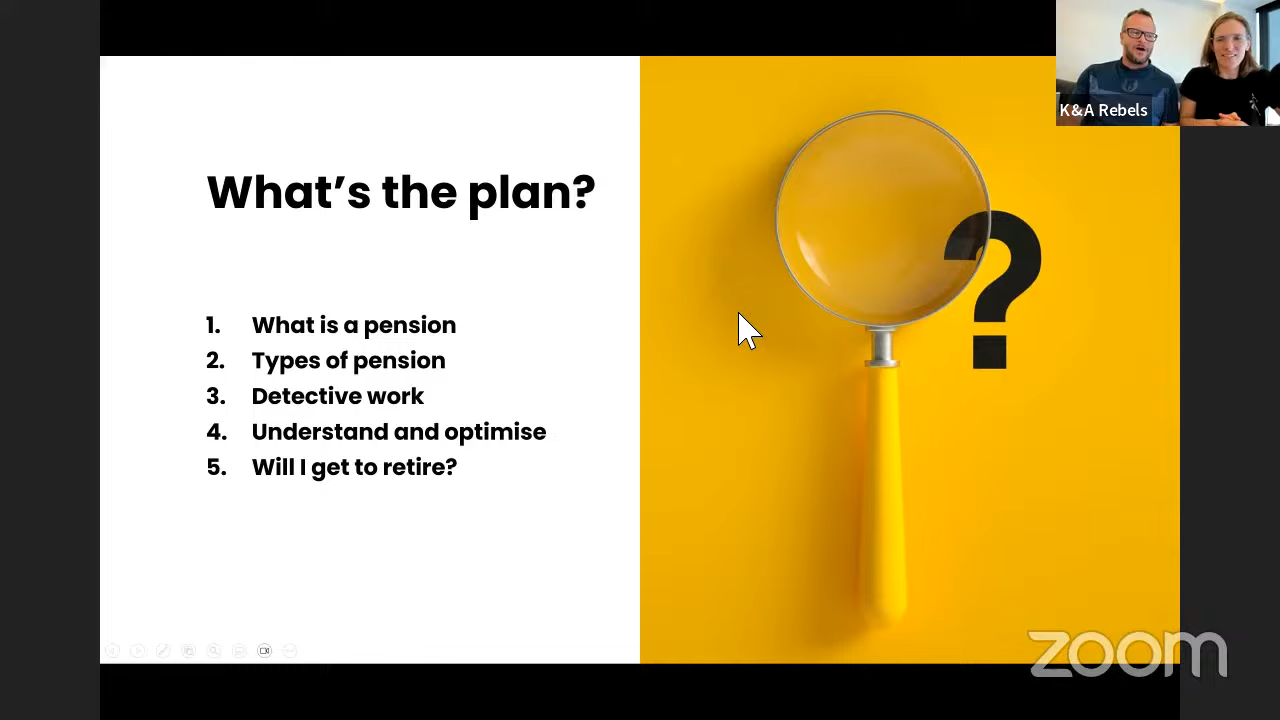 K&A Rebels
What’s the plan?
1. What is a pension
2. Types of pension
3. Detective work
4. Understand and optimise
5. Will I get to retire?
?
zoom